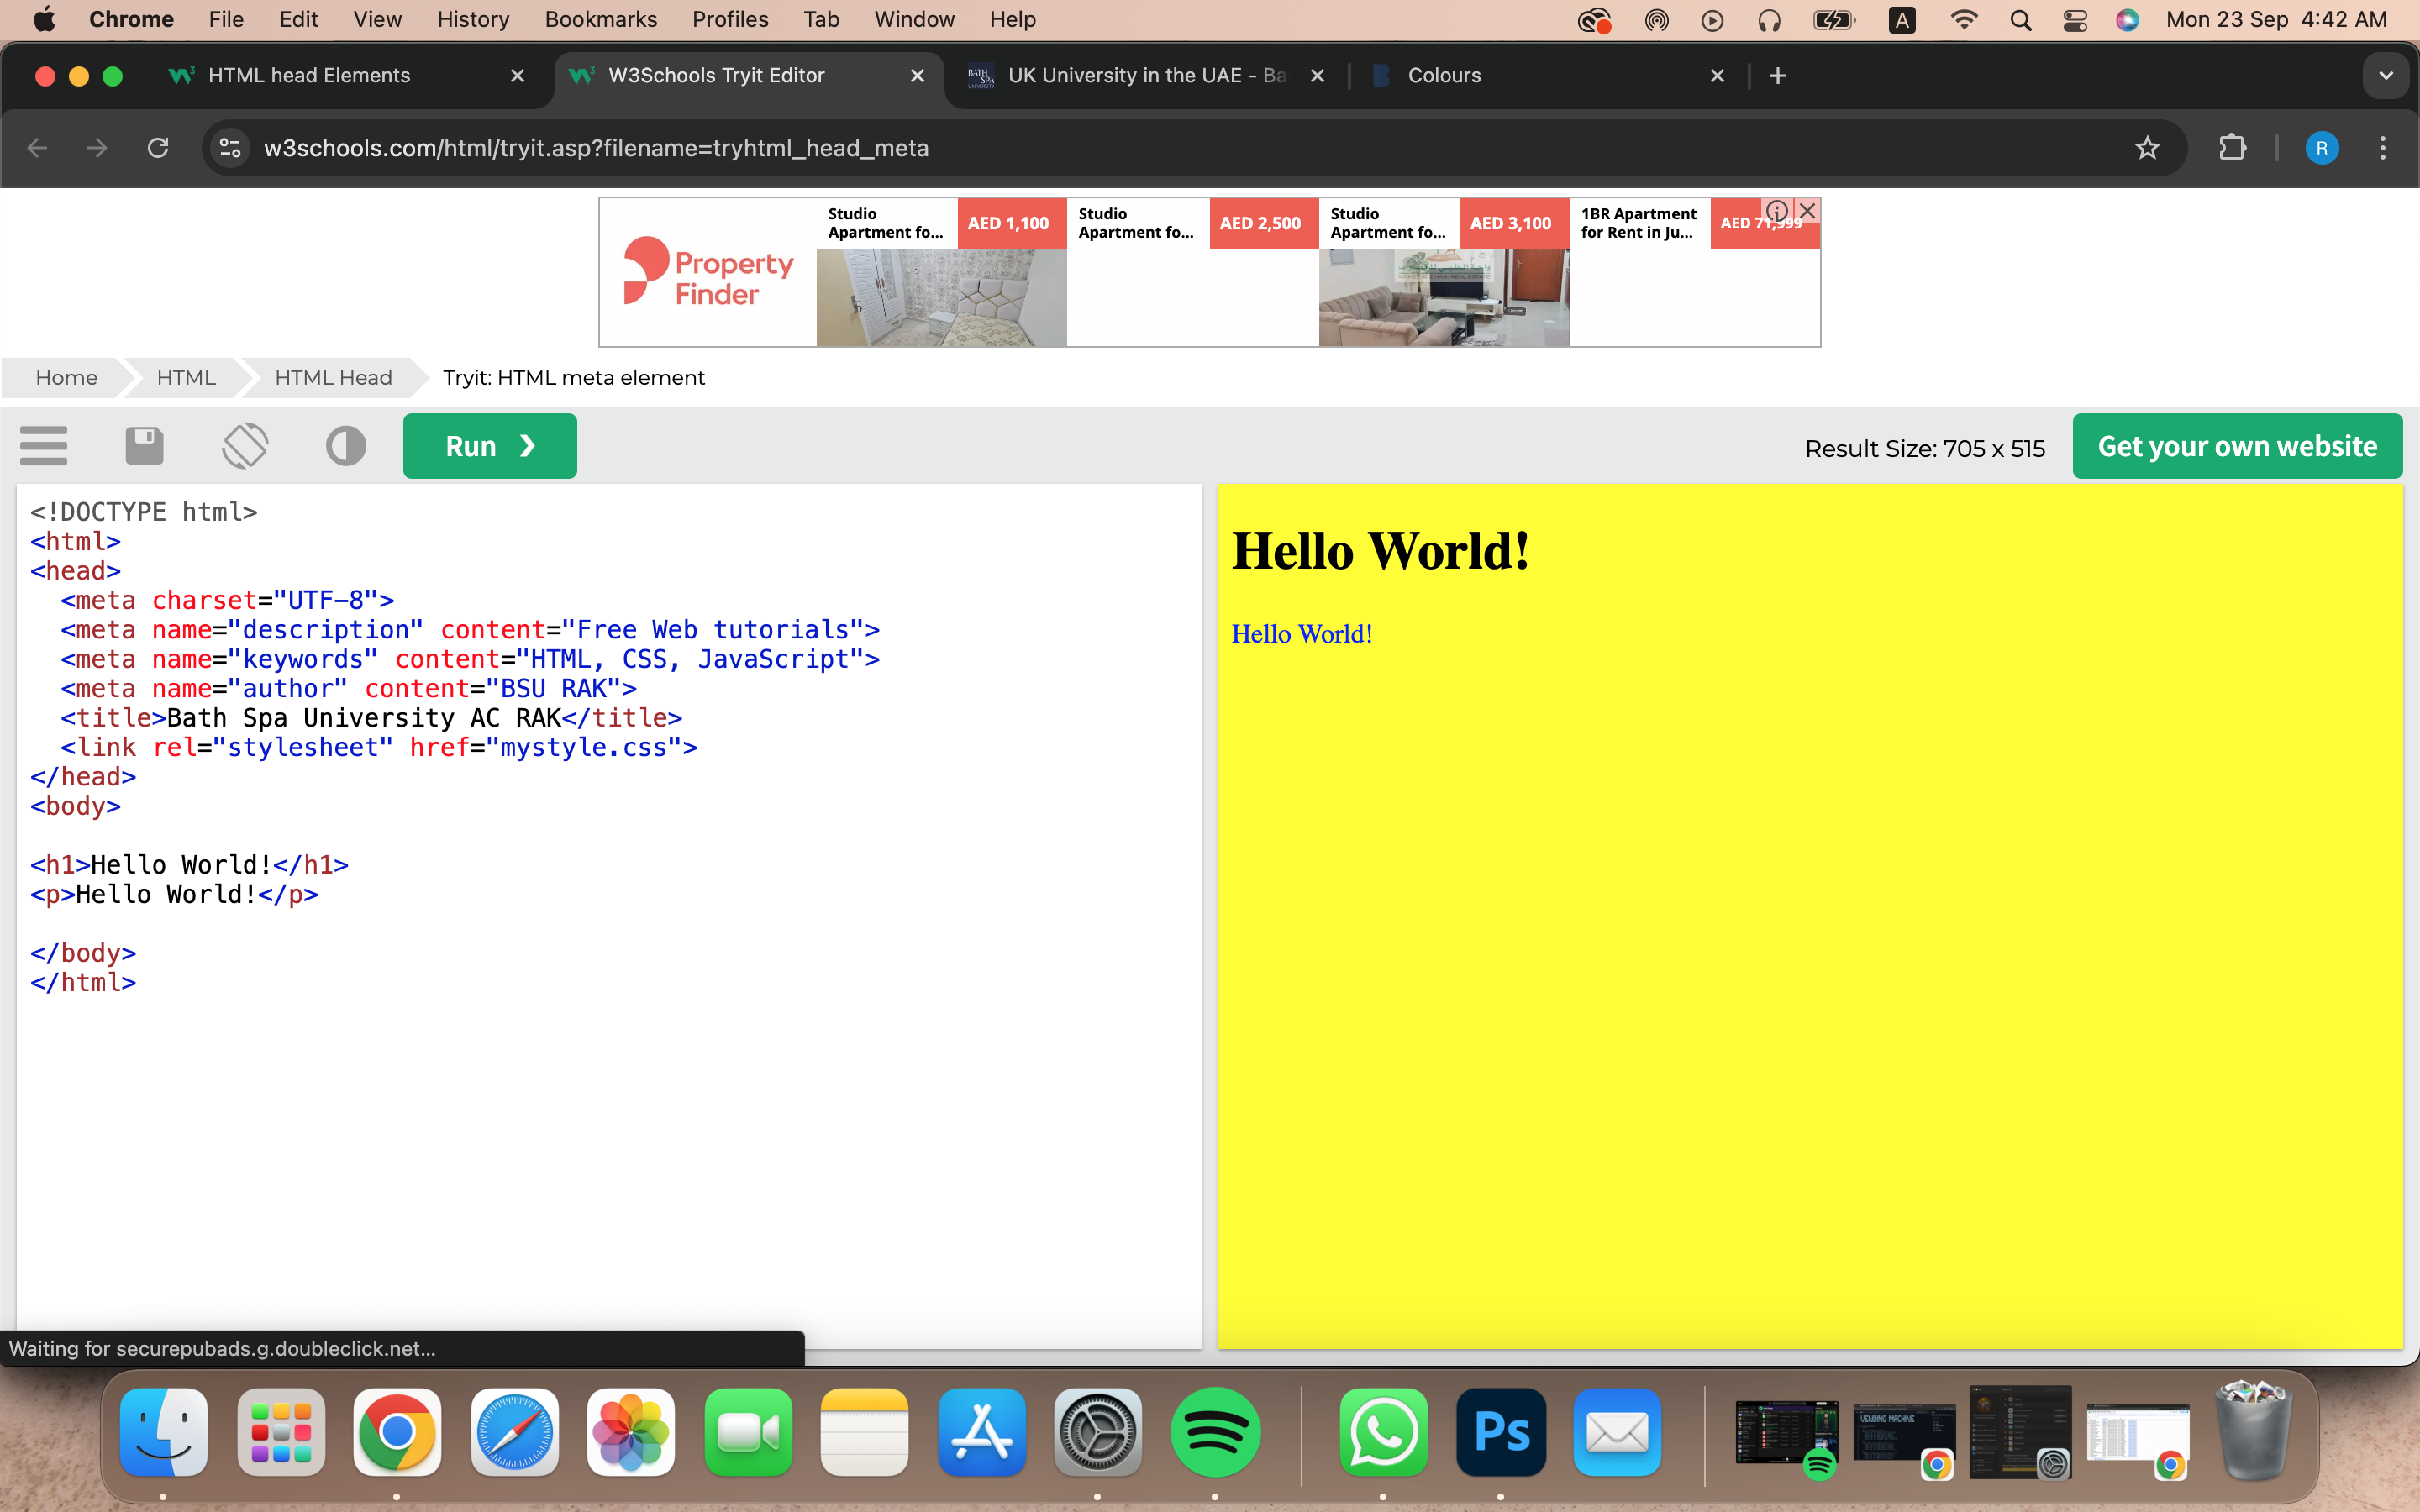 Chrome File Edit View History Bookmarks Profiles Tab Window Help A Mon 23 Sep 4:42 AM
HTML head Elements W3Schools Tryit Editor UK University in the UAE - Ba Colours
w3schools.com/html/tryit.asp?filename=tryhtml_head_meta R
Property Finder
Studio Apartment fo... AED 1,100
Studio Apartment fo... AED 2,500
Studio Apartment fo... AED 3,100
1BR Apartment for Rent in Ju... AED 71,999
Home HTML HTML Head Tryit: HTML meta element
Run ❯ Result Size: 705 x 515 Get your own website
<!DOCTYPE html>
<html>
<head>
  <meta charset="UTF-8">
  <meta name="description" content="Free Web tutorials">
  <meta name="keywords" content="HTML, CSS, JavaScript">
  <meta name="author" content="BSU RAK">
  <title>Bath Spa University AC RAK</title>
  <link rel="stylesheet" href="mystyle.css">
</head>
<body>
<h1>Hello World!</h1>
<p>Hello World!</p>
</body>
</html>
Hello World!
Hello World!
Waiting for securepubads.g.doubleclick.net...
Ps
VENDING MACHINE